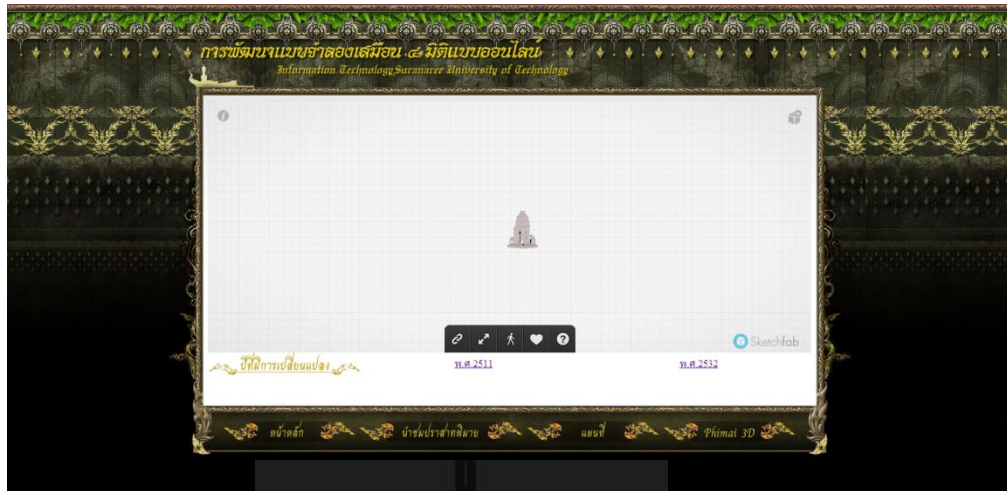 การพัฒนาแบบจำลองเสมือน ๔ มิติแบบออนไลน์
Information Technology,Suranaree University of Technology
Sketchfab
ปีที่มีการเปลี่ยนแปลง
พ.ศ.2511
พ.ศ.2532
หน้าหลัก
นำชมปราสาทพิมาย
แผนที่
Phimai 3D